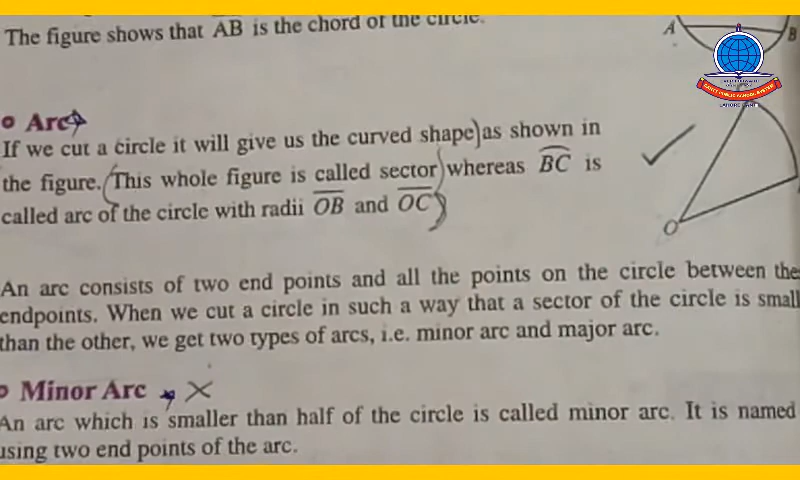 The figure shows that AB is the chord of the circle.
A
B
Arc
If we cut a circle it will give us the curved shape as shown in
the figure. This whole figure is called sector whereas BC is
called arc of the circle with radii OB and OC
O
An arc consists of two end points and all the points on the circle between the
endpoints. When we cut a circle in such a way that a sector of the circle is small
than the other, we get two types of arcs, i.e. minor arc and major arc.
Minor Arc
An arc which is smaller than half of the circle is called minor arc. It is named
using two end points of the arc.